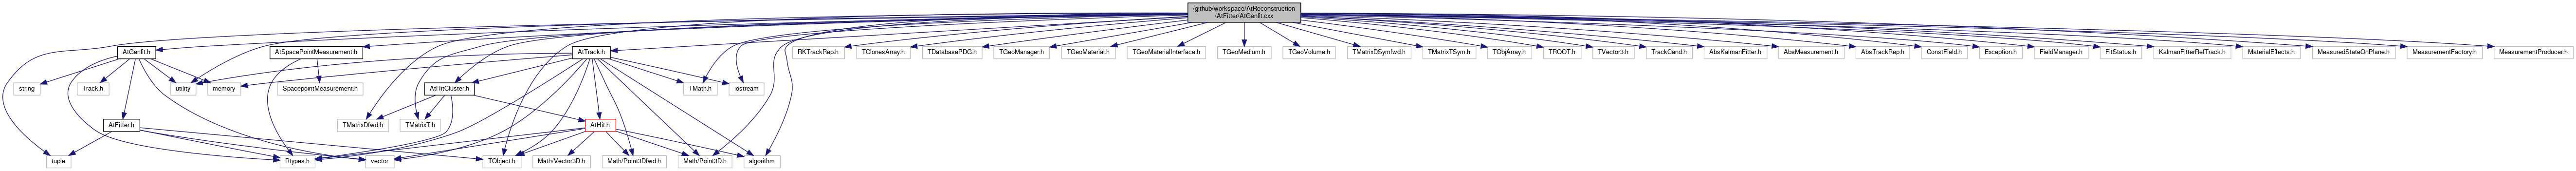 /github/workspace/AtReconstruction
/AtFitter/AtGenfit.cxx
AtGenfit.h
AtSpacePointMeasurement.h
AtTrack.h
RKTrackRep.h
TClonesArray.h
TDatabasePDG.h
TGeoManager.h
TGeoMaterial.h
TGeoMaterialInterface.h
TGeoMedium.h
TGeoVolume.h
TMatrixDSymfwd.h
TMatrixTSym.h
TObjArray.h
TROOT.h
TVector3.h
TrackCand.h
AbsKalmanFitter.h
AbsMeasurement.h
AbsTrackRep.h
ConstField.h
Exception.h
FieldManager.h
FitStatus.h
KalmanFitterRefTrack.h
MaterialEffects.h
MeasuredStateOnPlane.h
MeasurementFactory.h
MeasurementProducer.h
string
Track.h
utility
memory
SpacepointMeasurement.h
AtHitCluster.h
TMath.h
iostream
AtFitter.h
TMatrixDfwd.h
TMatrixT.h
AtHit.h
tuple
Rtypes.h
vector
TObject.h
Math/Vector3D.h
Math/Point3Dfwd.h
Math/Point3D.h
algorithm